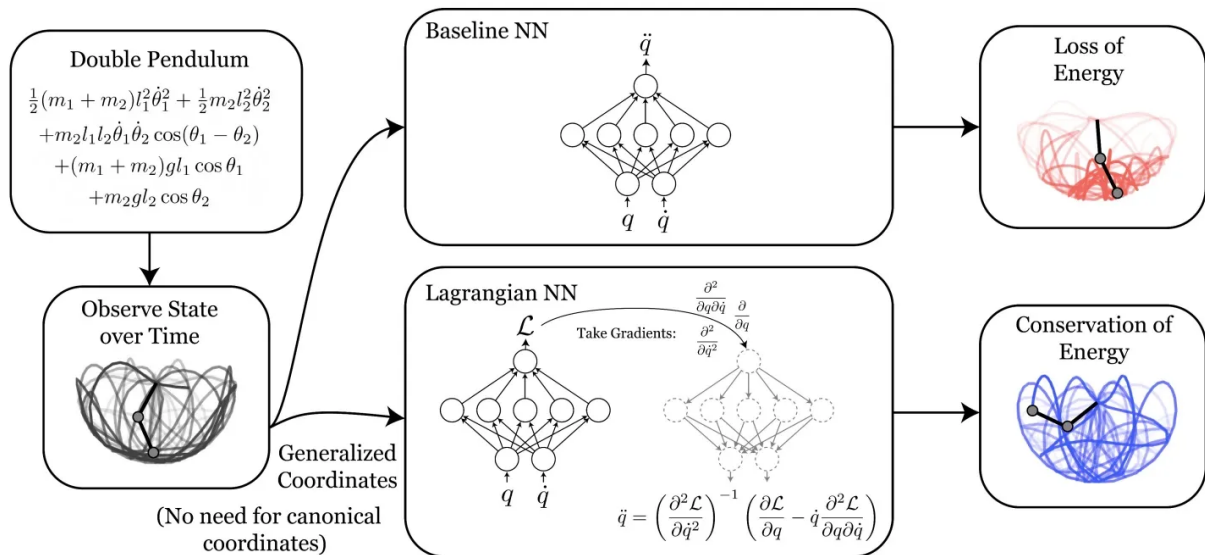 Double Pendulum
½(m₁ + m₂)l₁²θ̇₁² + ½m₂l₂²θ̇₂²
+m₂l₁l₂θ̇₁θ̇₂ cos(θ₁ − θ₂)
+(m₁ + m₂)gl₁ cos θ₁
+m₂gl₂ cos θ₂
Observe State
over Time
Generalized
Coordinates
(No need for canonical
coordinates)
Baseline NN
q̈
q q̇
Loss of
Energy
Lagrangian NN
ℒ
Take Gradients:
∂²/∂q∂q̇ ∂/∂q
∂²/∂q̇²
q q̇
q̈ = (∂²ℒ/∂q̇²)⁻¹ (∂ℒ/∂q − q̇ ∂²ℒ/∂q∂q̇)
Conservation of
Energy